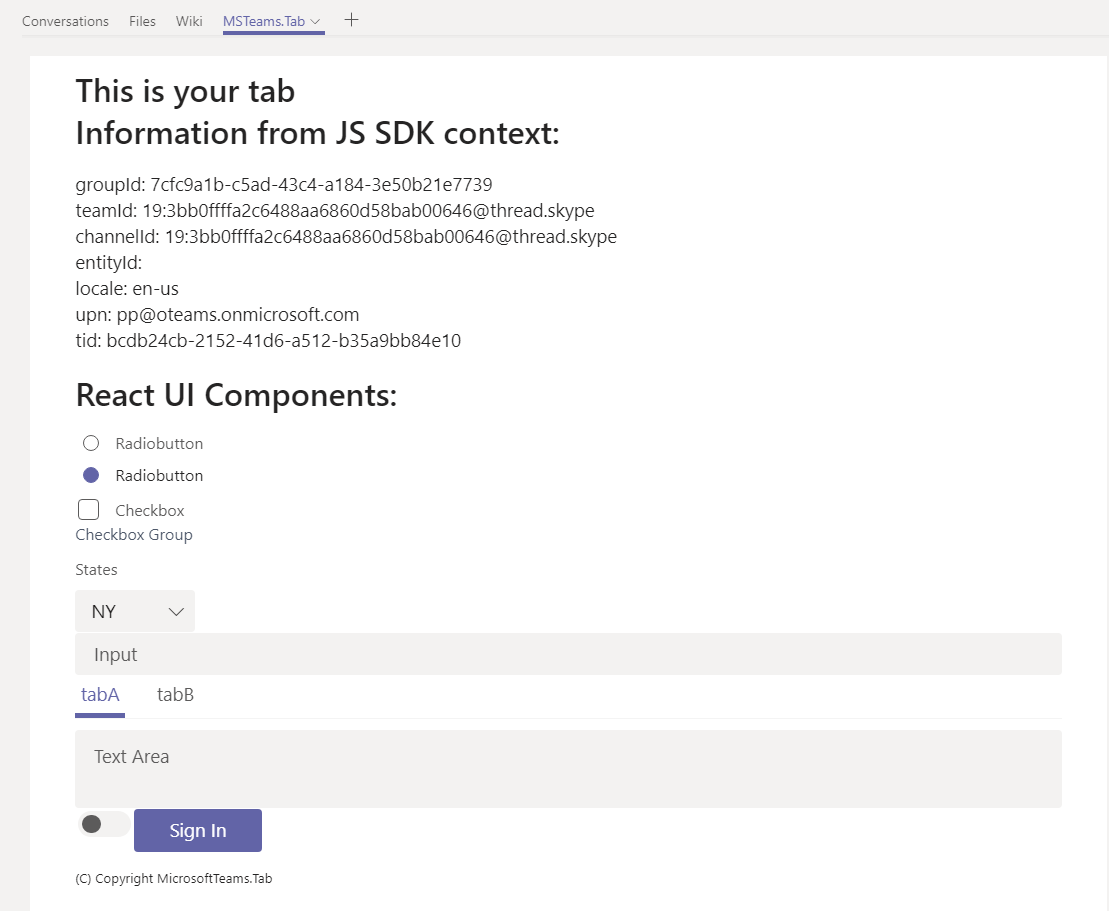 Conversations Files Wiki MSTeams.Tab
This is your tab
Information from JS SDK context:
groupId: 7cfc9a1b-c5ad-43c4-a184-3e50b21e7739
teamId: 19:3bb0ffffa2c6488aa6860d58bab00646@thread.skype
channelId: 19:3bb0ffffa2c6488aa6860d58bab00646@thread.skype
entityId:
locale: en-us
upn: pp@oteams.onmicrosoft.com
tid: bcdb24cb-2152-41d6-a512-b35a9bb84e10
React UI Components:
Radiobutton
Radiobutton
Checkbox
Checkbox Group
States
NY
Input
tabA tabB
Text Area
Sign In
(C) Copyright MicrosoftTeams.Tab